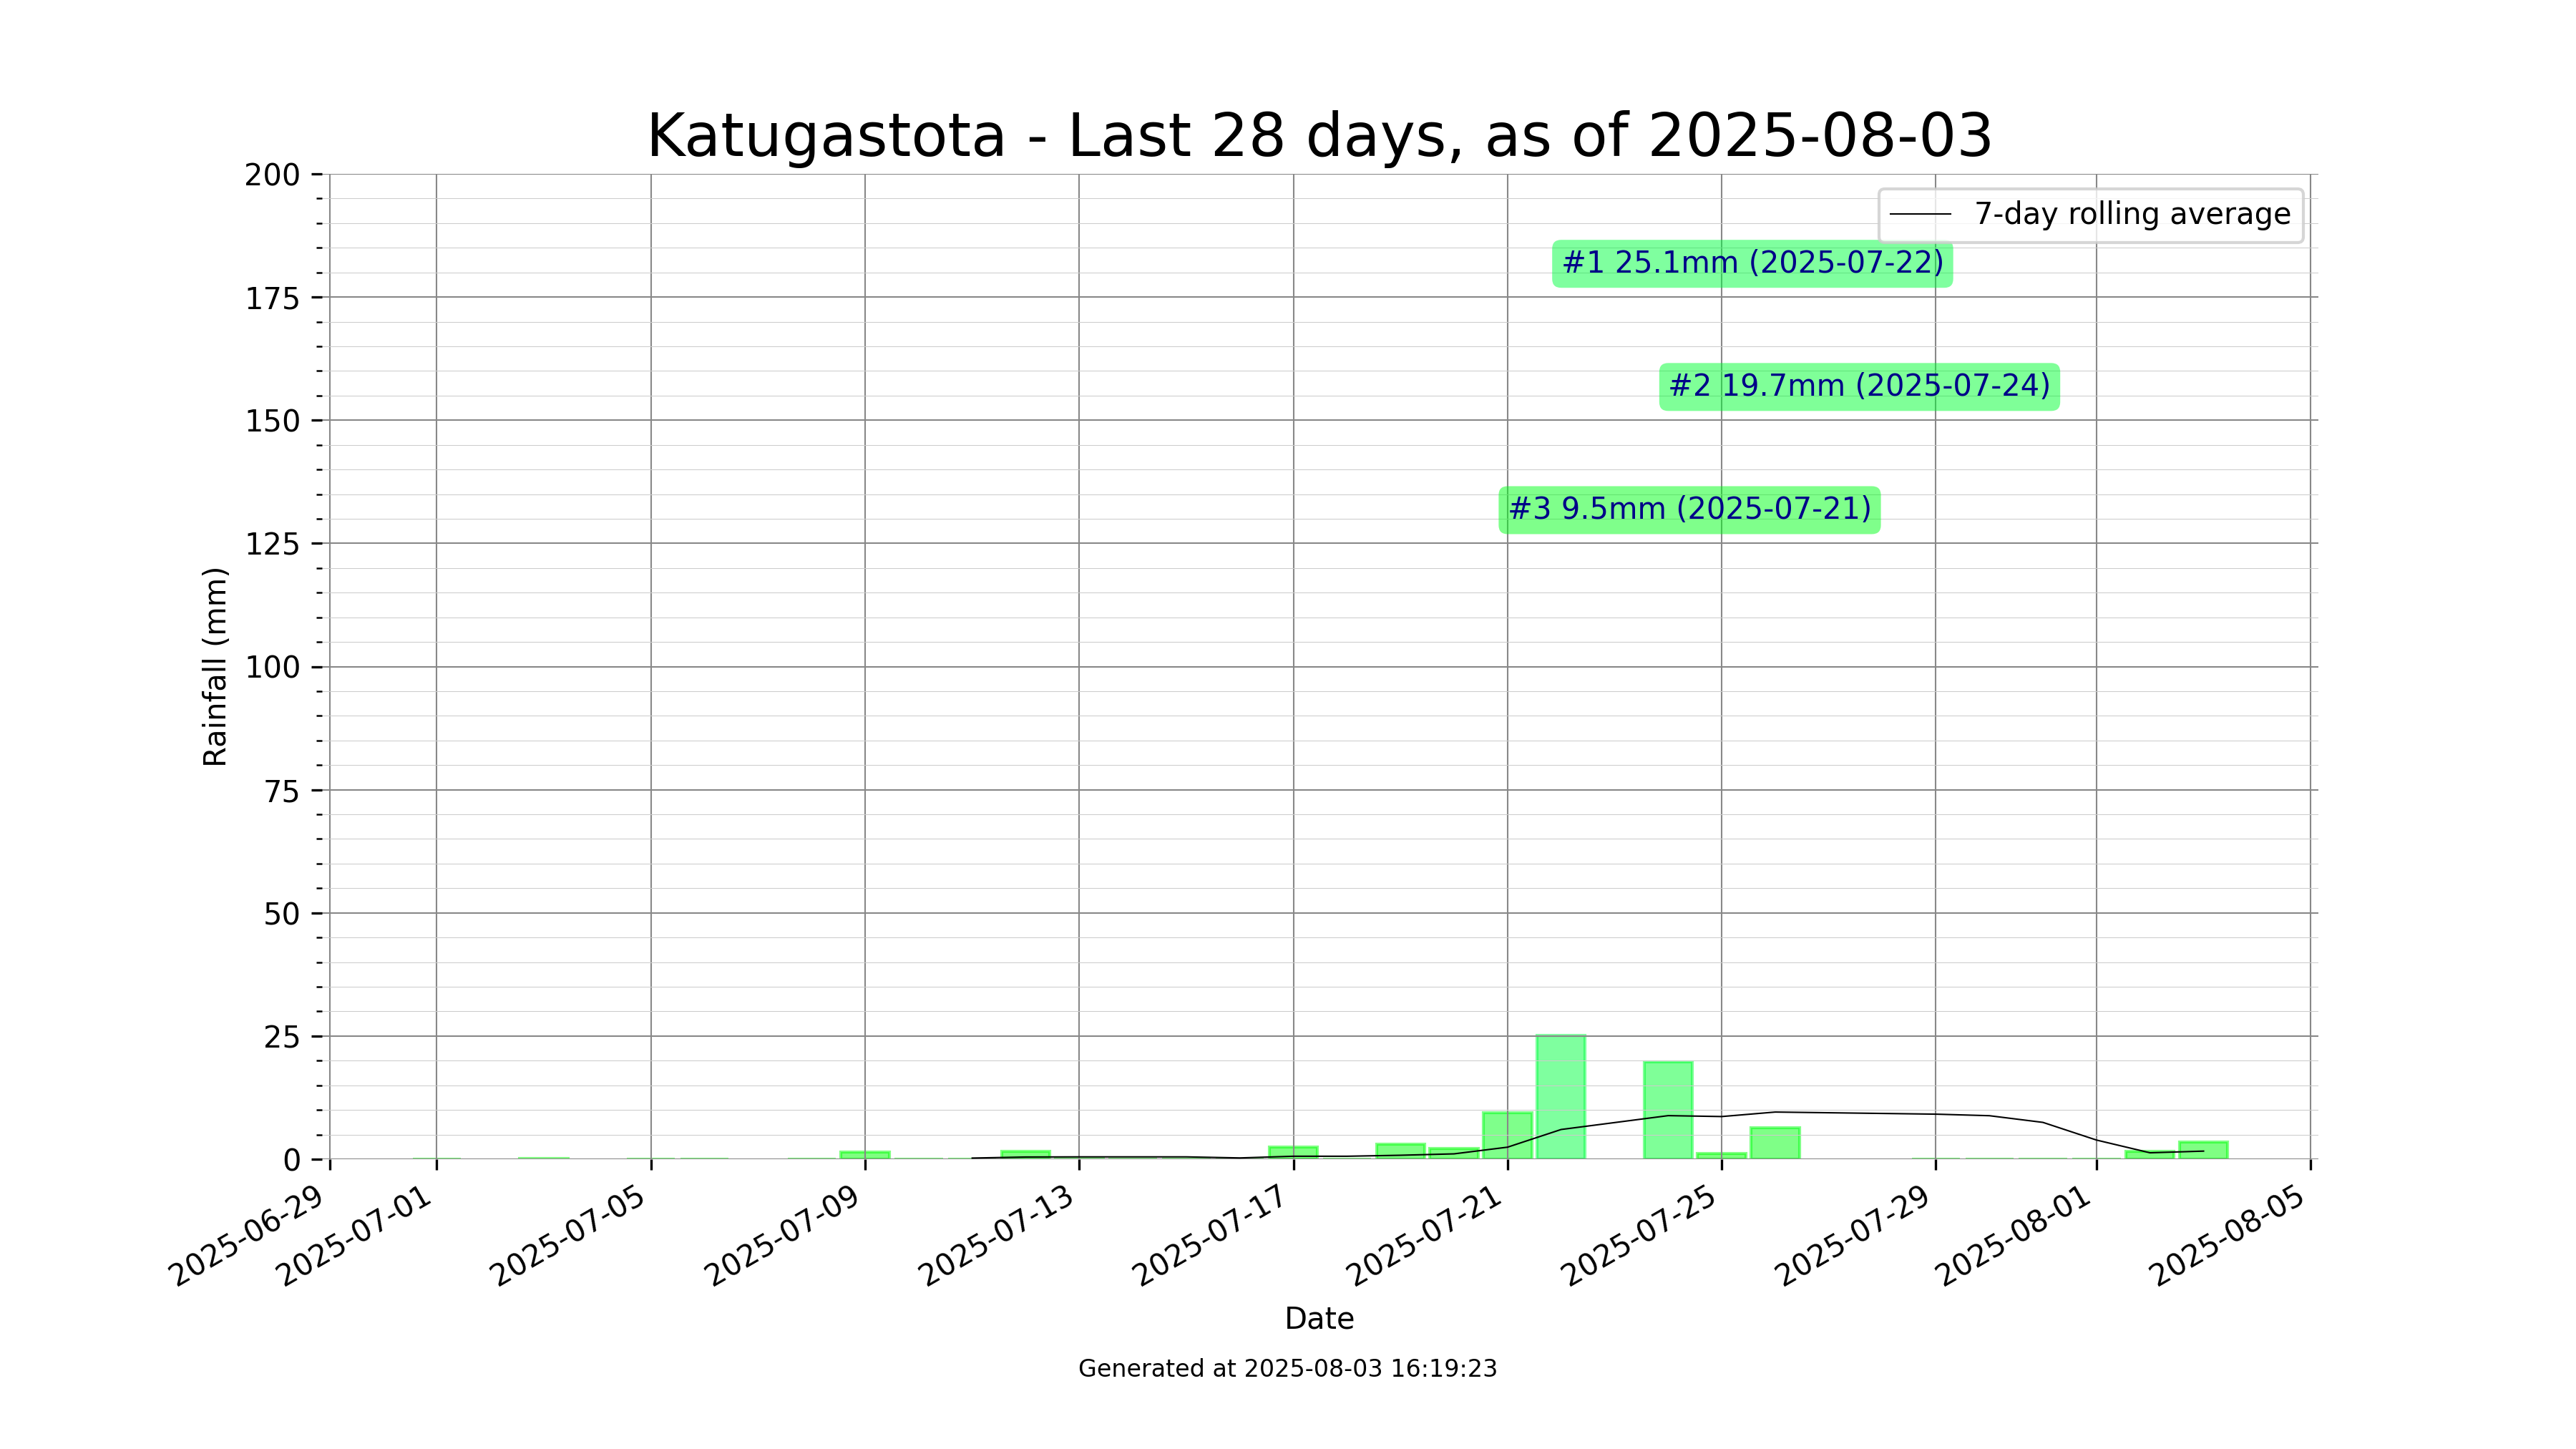 Katugastota - Last 28 days, as of 2025-08-03
200
175
150
125
100
75
50
25
0
Rainfall (mm)
7-day rolling average
#1 25.1mm (2025-07-22)
#2 19.7mm (2025-07-24)
#3 9.5mm (2025-07-21)
2025-06-29
2025-07-01
2025-07-05
2025-07-09
2025-07-13
2025-07-17
2025-07-21
2025-07-25
2025-07-29
2025-08-01
2025-08-05
Date
Generated at 2025-08-03 16:19:23